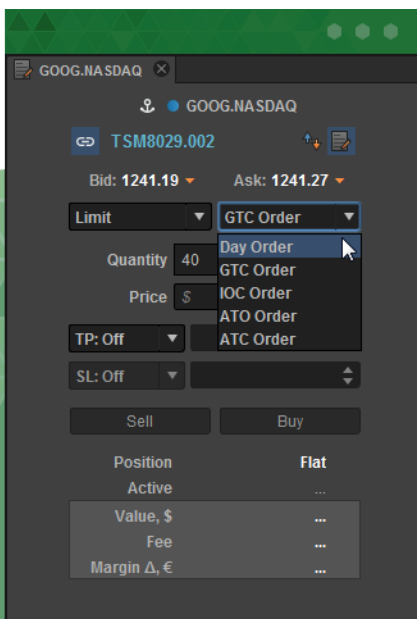 GOOG.NASDAQ
GOOG.NASDAQ
TSM8029.002
Bid: 1241.19 Ask: 1241.27
Limit GTC Order
Day Order
Quantity 40 GTC Order
IOC Order
Price $
ATO Order
TP: Off ATC Order
SL: Off
Sell Buy
Position Flat
Active ...
Value, $ ...
Fee ...
Margin Δ, € ...